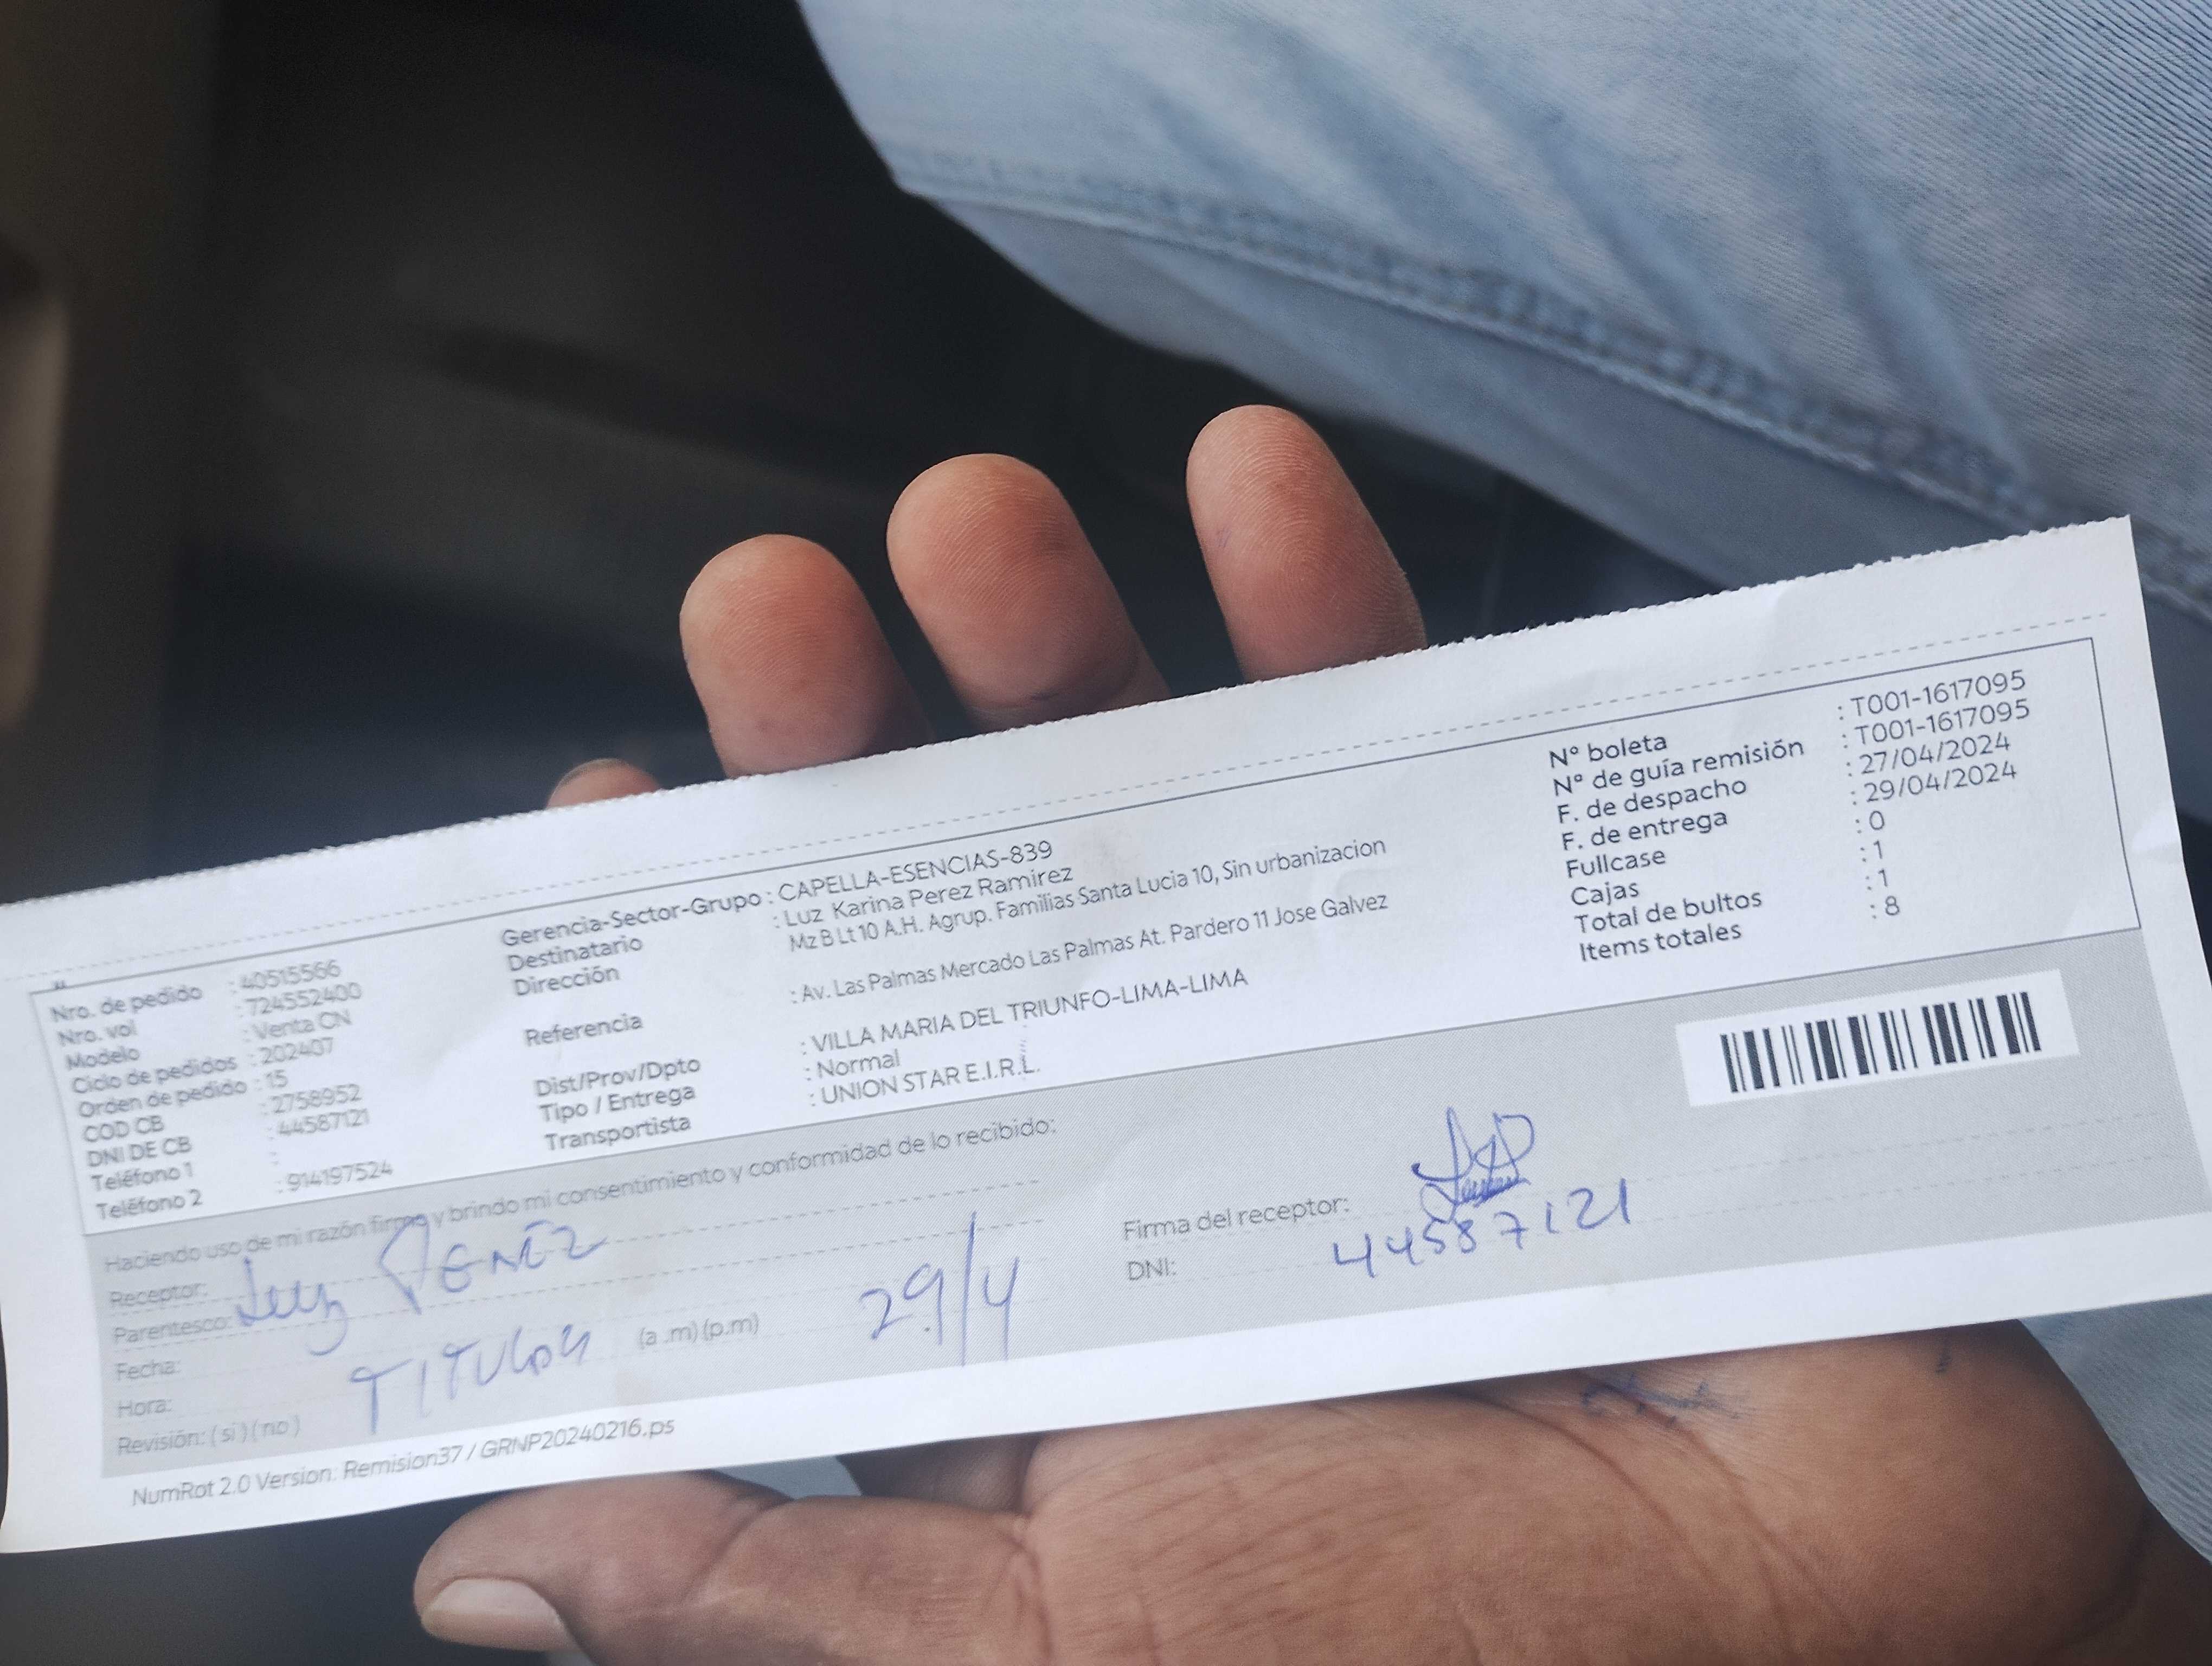 Nro. de pedido : 40515566
Nro. vol : 724552400
Modelo : Venta CN
Ciclo de pedidos : 202407
Orden de pedido : 15
COD CB : 2758952
DNI DE CB : 44587121
Teléfono 1 :
Teléfono 2 : 914197524
Gerencia-Sector-Grupo : CAPELLA-ESENCIAS-839
Destinatario : Luz Karina Perez Ramirez
Dirección Mz B Lt 10 A.H. Agrup. Familias Santa Lucia 10, Sin urbanizacion
Referencia : Av. Las Palmas Mercado Las Palmas At. Pardero 11 Jose Galvez
Dist/Prov/Dpto : VILLA MARIA DEL TRIUNFO-LIMA-LIMA
Tipo / Entrega : Normal
Transportista : UNION STAR E.I.R.L.
N° boleta : T001-1617095
N° de guía remisión : T001-1617095
F. de despacho : 27/04/2024
F. de entrega : 29/04/2024
Fullcase : 0
Cajas : 1
Total de bultos : 1
Items totales : 8
Haciendo uso de mi razón firmo y brindo mi consentimiento y conformidad de lo recibido:
Receptor: Luz Perez
Parentesco:
Fecha: 29/4
Hora: (a .m) (p.m)
Revisión: ( si ) ( no ) TITULAR
Firma del receptor:
DNI: 44587121
NumRot 2.0 Version: Remision37 / GRNP20240216.ps